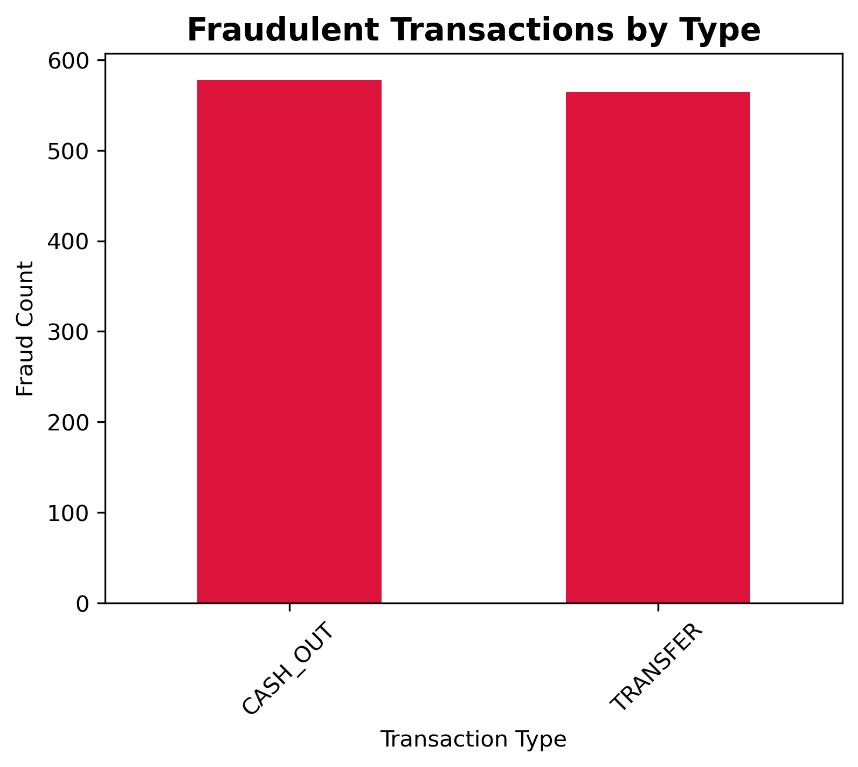 Fraudulent Transactions by Type
600
500
400
300
200
100
0
Fraud Count
CASH_OUT
TRANSFER
Transaction Type